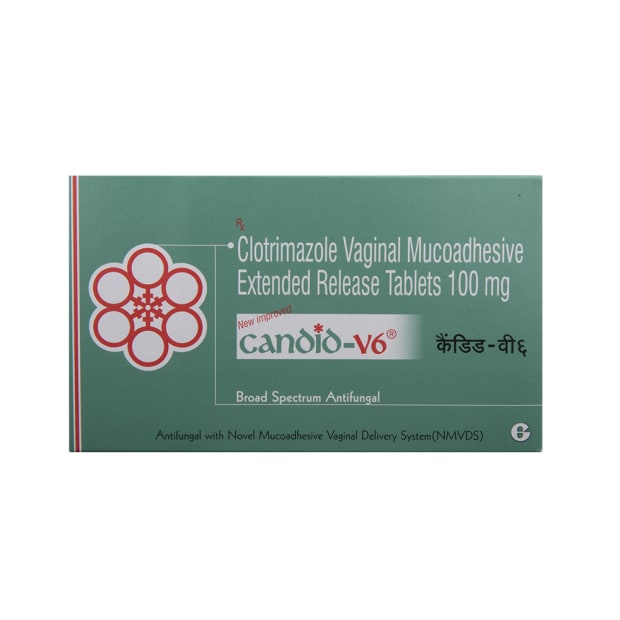 Rx
Clotrimazole Vaginal Mucoadhesive
Extended Release Tablets 100 mg
New improved
candid-V6®
कैंडिड-वी६
Broad Spectrum Antifungal
Antifungal with Novel Mucoadhesive Vaginal Delivery System(NMVDS)
G